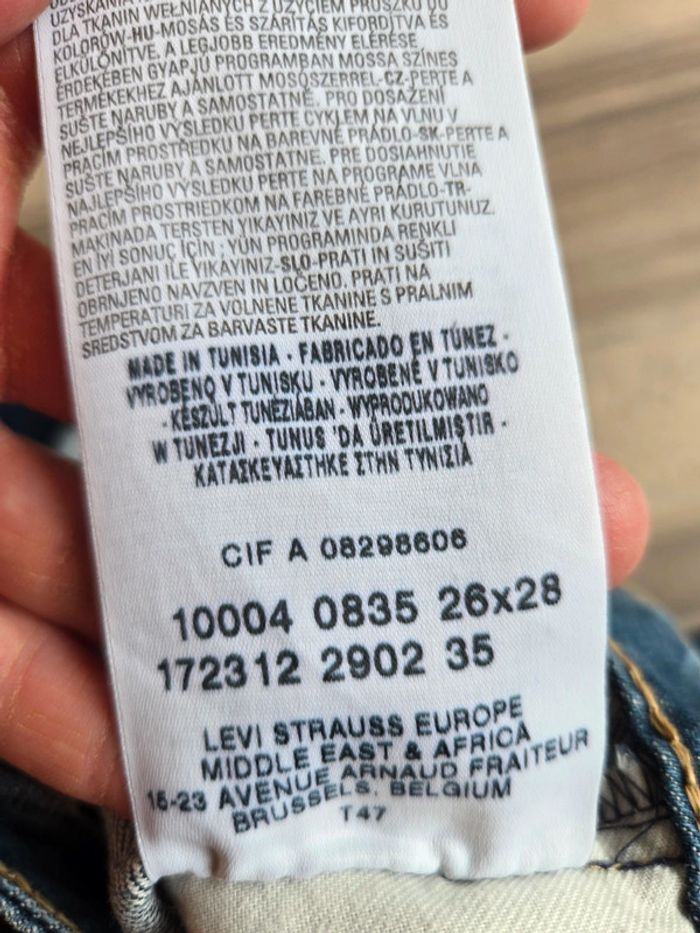 UZYSKANIA
DLA TKANIN WEŁNIANYCH Z UŻYCIEM PROSZKU DO
KOLORÓW-HU-MOSÁS ÉS SZÁRÍTÁS KIFORDÍTVA ÉS
ELKÜLÖNÍTVE, A LEGJOBB EREDMÉNY ELÉRÉSE
ÉRDEKÉBEN GYAPJÚ PROGRAMBAN MOSSA SZÍNES
TERMÉKEKHEZ AJÁNLOTT MOSÓSZERREL-CZ-PERTE A
SUŠTE NARUBY A SAMOSTATNĚ. PRO DOSAŽENÍ
NEJLEPŠÍHO VÝSLEDKU PERTE CYKLEM NA VLNU V
PRACÍM PROSTŘEDKU NA BAREVNÉ PRÁDLO-SK-PERTE A
SUŠTE NARUBY A SAMOSTATNE. PRE DOSIAHNUTIE
NAJLEPŠIEHO VÝSLEDKU PERTE NA PROGRAME VLNA
PRACÍM PROSTRIEDKOM NA FAREBNÉ PRÁDLO-TR-
MAKINADA TERSTEN YIKAYINIZ VE AYRI KURUTUNUZ.
EN İYİ SONUÇ İÇİN ; YÜN PROGRAMINDA RENKLI
DETERJANI ILE YIKAYINIZ-SLO-PRATI IN SUŠITI
OBRNJENO NAVZVEN IN LOČENO. PRATI NA
TEMPERATURI ZA VOLNENE TKANINE S PRALNIM
SREDSTVOM ZA BARVASTE TKANINE.
MADE IN TUNISIA · FABRICADO EN TÚNEZ ·
VYROBENO V TUNISKU · VYROBENÉ V TUNISKO
· KÉSZÜLT TUNÉZIÁBAN · WYPRODUKOWANO
W TUNEZJI · TUNUS 'DA ÜRETILMIŞTIR ·
ΚΑΤΑΣΚΕΥΑΣΤΗΚΕ ΣΤΗΝ ΤΥΝΙΣΙΑ
CIF A 08298606
10004 0835 26x28
172312 2902 35
LEVI STRAUSS EUROPE
MIDDLE EAST & AFRICA
15-23 AVENUE ARNAUD FRAITEUR
BRUSSELS. BELGIUM
T47